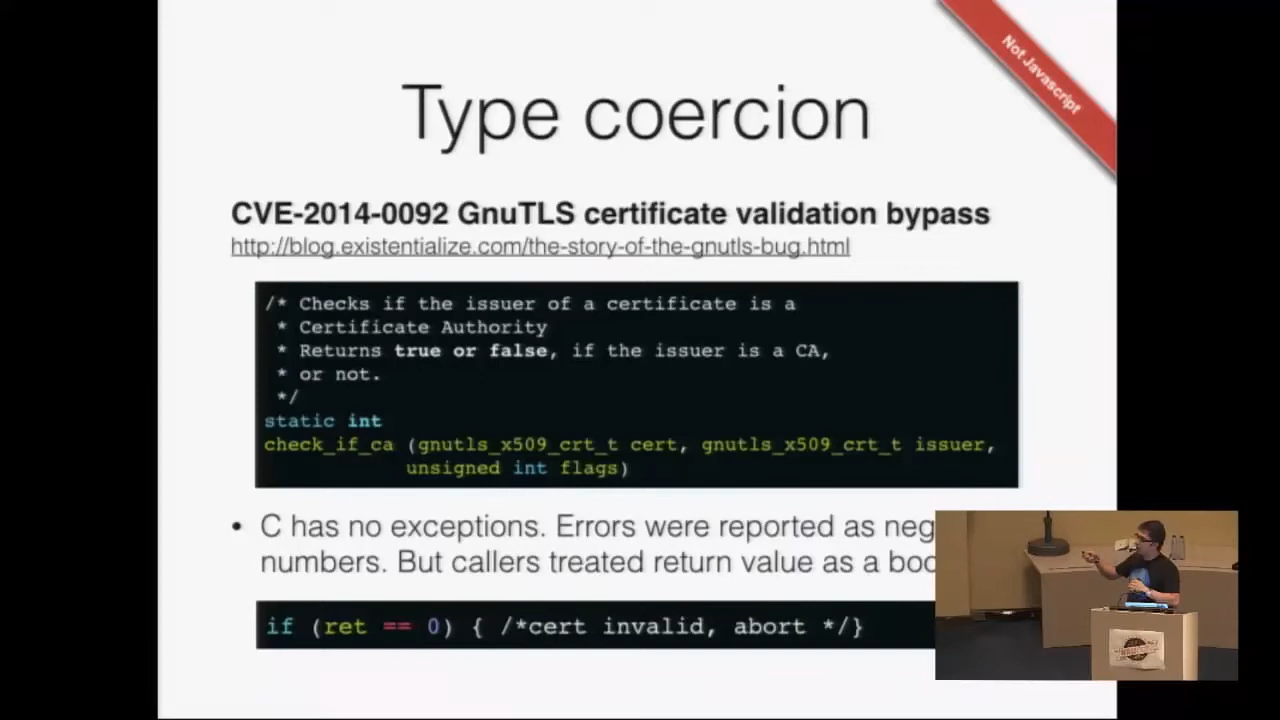 Not Javascript
Type coercion
CVE-2014-0092 GnuTLS certificate validation bypass
http://blog.existentialize.com/the-story-of-the-gnutls-bug.html
/* Checks if the issuer of a certificate is a
* Certificate Authority
* Returns true or false, if the issuer is a CA,
* or not.
*/
static int
check_if_ca (gnutls_x509_crt_t cert, gnutls_x509_crt_t issuer,
unsigned int flags)
• C has no exceptions. Errors were reported as neg
numbers. But callers treated return value as a boo
if (ret == 0) { /*cert invalid, abort */}